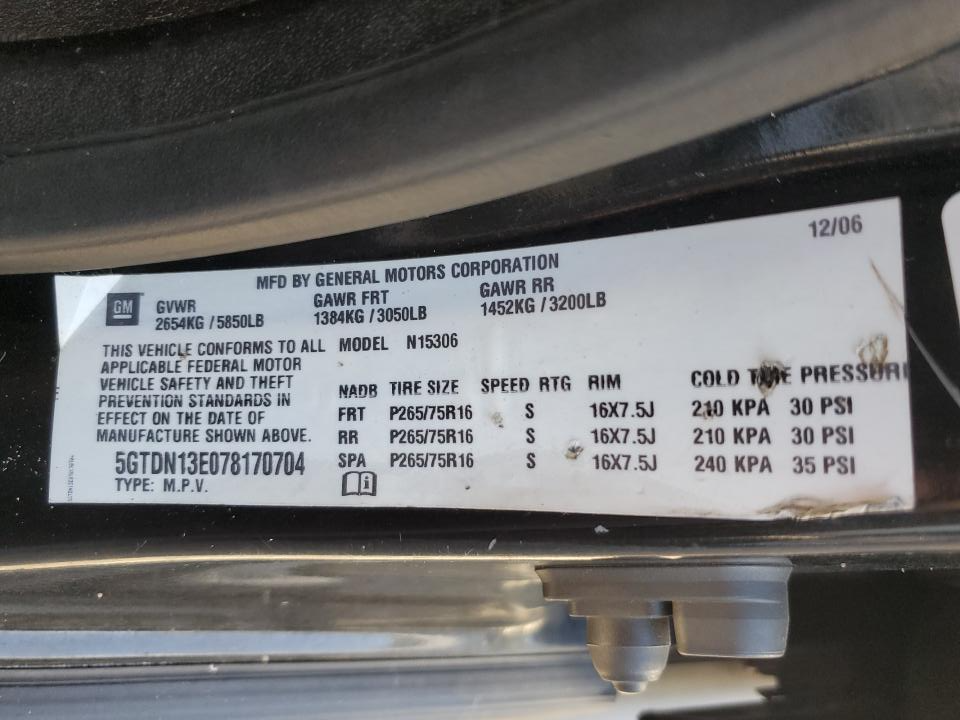 12/06
MFD BY GENERAL MOTORS CORPORATION
GM
GVWR GAWR FRT GAWR RR
2654KG / 5850LB 1384KG / 3050LB 1452KG / 3200LB
THIS VEHICLE CONFORMS TO ALL
APPLICABLE FEDERAL MOTOR
VEHICLE SAFETY AND THEFT
PREVENTION STANDARDS IN
EFFECT ON THE DATE OF
MANUFACTURE SHOWN ABOVE.
5GTDN13E078170704
TYPE: M.P.V.
MODEL N15306
NADB TIRE SIZE SPEED RTG RIM COLD TIRE PRESSURE
FRT P265/75R16 S 16X7.5J 210 KPA 30 PSI
RR P265/75R16 S 16X7.5J 210 KPA 30 PSI
SPA P265/75R16 S 16X7.5J 240 KPA 35 PSI